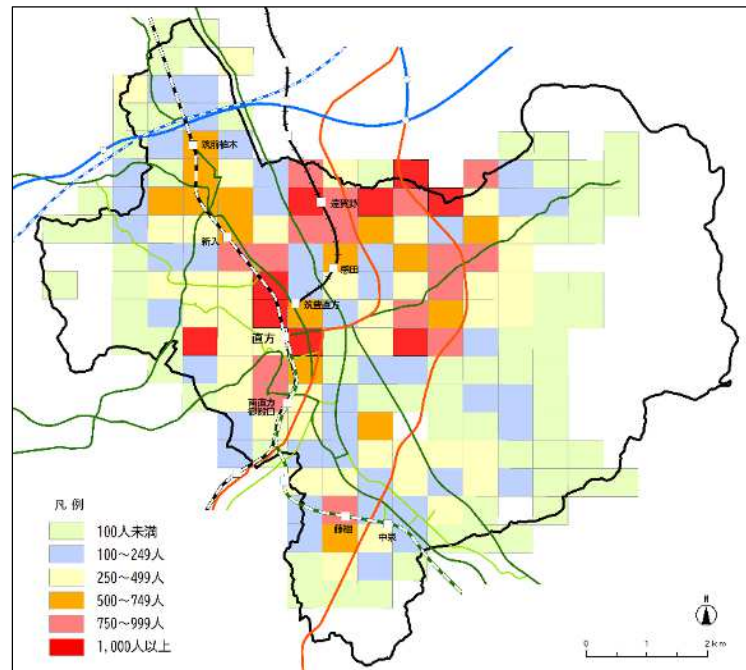 筑前植木
遠賀野
新入
感田
筑豊直方
直方
南直方
御殿口
藤棚
中泉
凡 例
100人未満
100～249人
250～499人
500～749人
750～999人
1,000人以上
N
0 1 2km